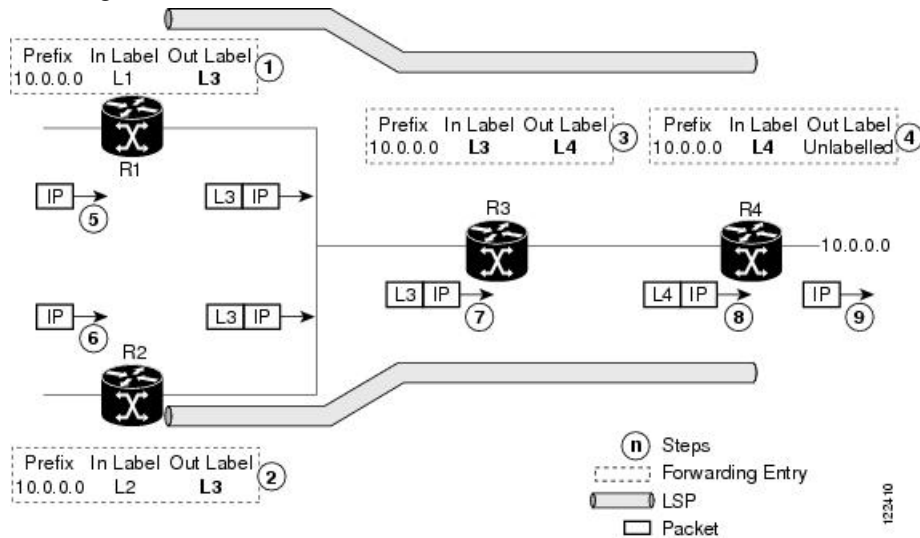 Prefix In Label Out Label
10.0.0.0 L1 L3
1
R1
Prefix In Label Out Label
10.0.0.0 L3 L4
3
Prefix In Label Out Label
10.0.0.0 L4 Unlabelled
4
IP
5
L3 IP
R3
R4
10.0.0.0
IP
6
L3 IP
L3 IP
7
L4 IP
8
IP
9
R2
Prefix In Label Out Label
10.0.0.0 L2 L3
2
n Steps
Forwarding Entry
LSP
Packet
122410